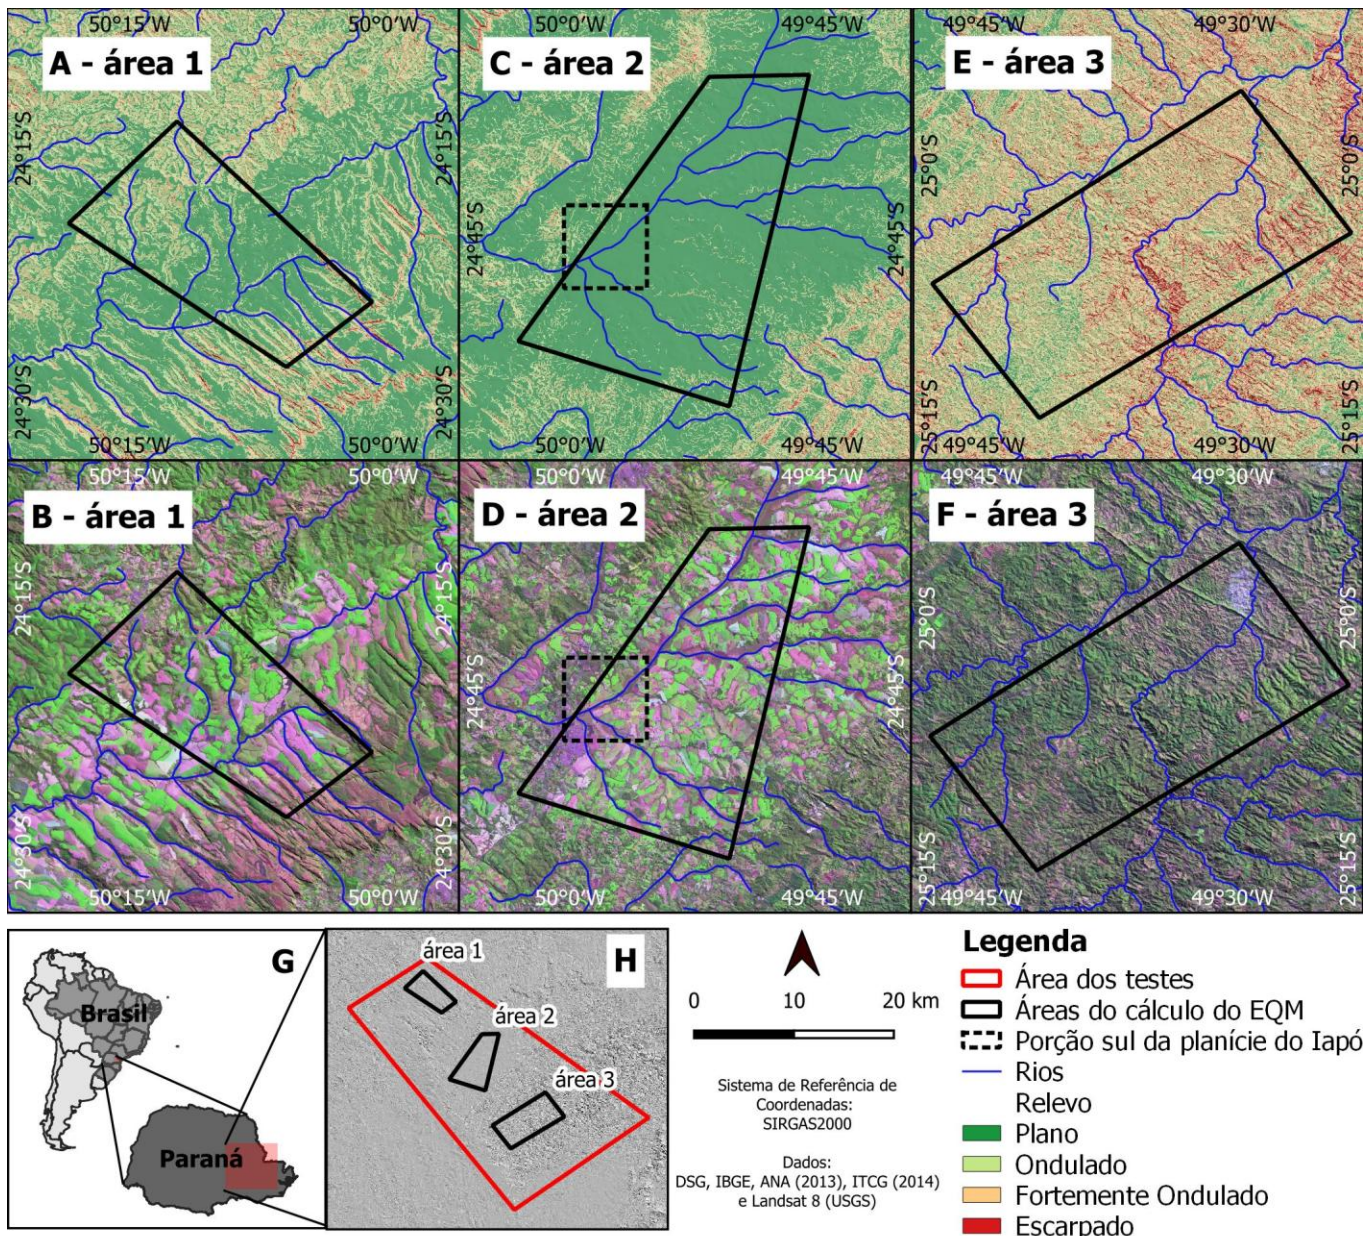 50°15'W
50°0'W
A - área 1
24°15'S
24°15'S
24°30'S
24°30'S
50°15'W
50°0'W
50°0'W
49°45'W
C - área 2
24°45'S
24°45'S
50°0'W
49°45'W
49°45'W
49°30'W
E - área 3
25°0'S
25°0'S
25°15'S
25°15'S
49°45'W
49°30'W
50°15'W
50°0'W
B - área 1
24°15'S
24°15'S
24°30'S
24°30'S
50°15'W
50°0'W
50°0'W
49°45'W
D - área 2
24°45'S
24°45'S
50°0'W
49°45'W
49°45'W
49°30'W
F - área 3
25°0'S
25°0'S
25°15'S
25°15'S
49°45'W
49°30'W
G
Brasil
Paraná
H
área 1
área 2
área 3
0 10 20 km
Sistema de Referência de
Coordenadas:
SIRGAS2000
Dados:
DSG, IBGE, ANA (2013), ITCG (2014)
e Landsat 8 (USGS)
Legenda
Área dos testes
Áreas do cálculo do EQM
Porção sul da planície do Iapó
Rios
Relevo
Plano
Ondulado
Fortemente Ondulado
Escarpado